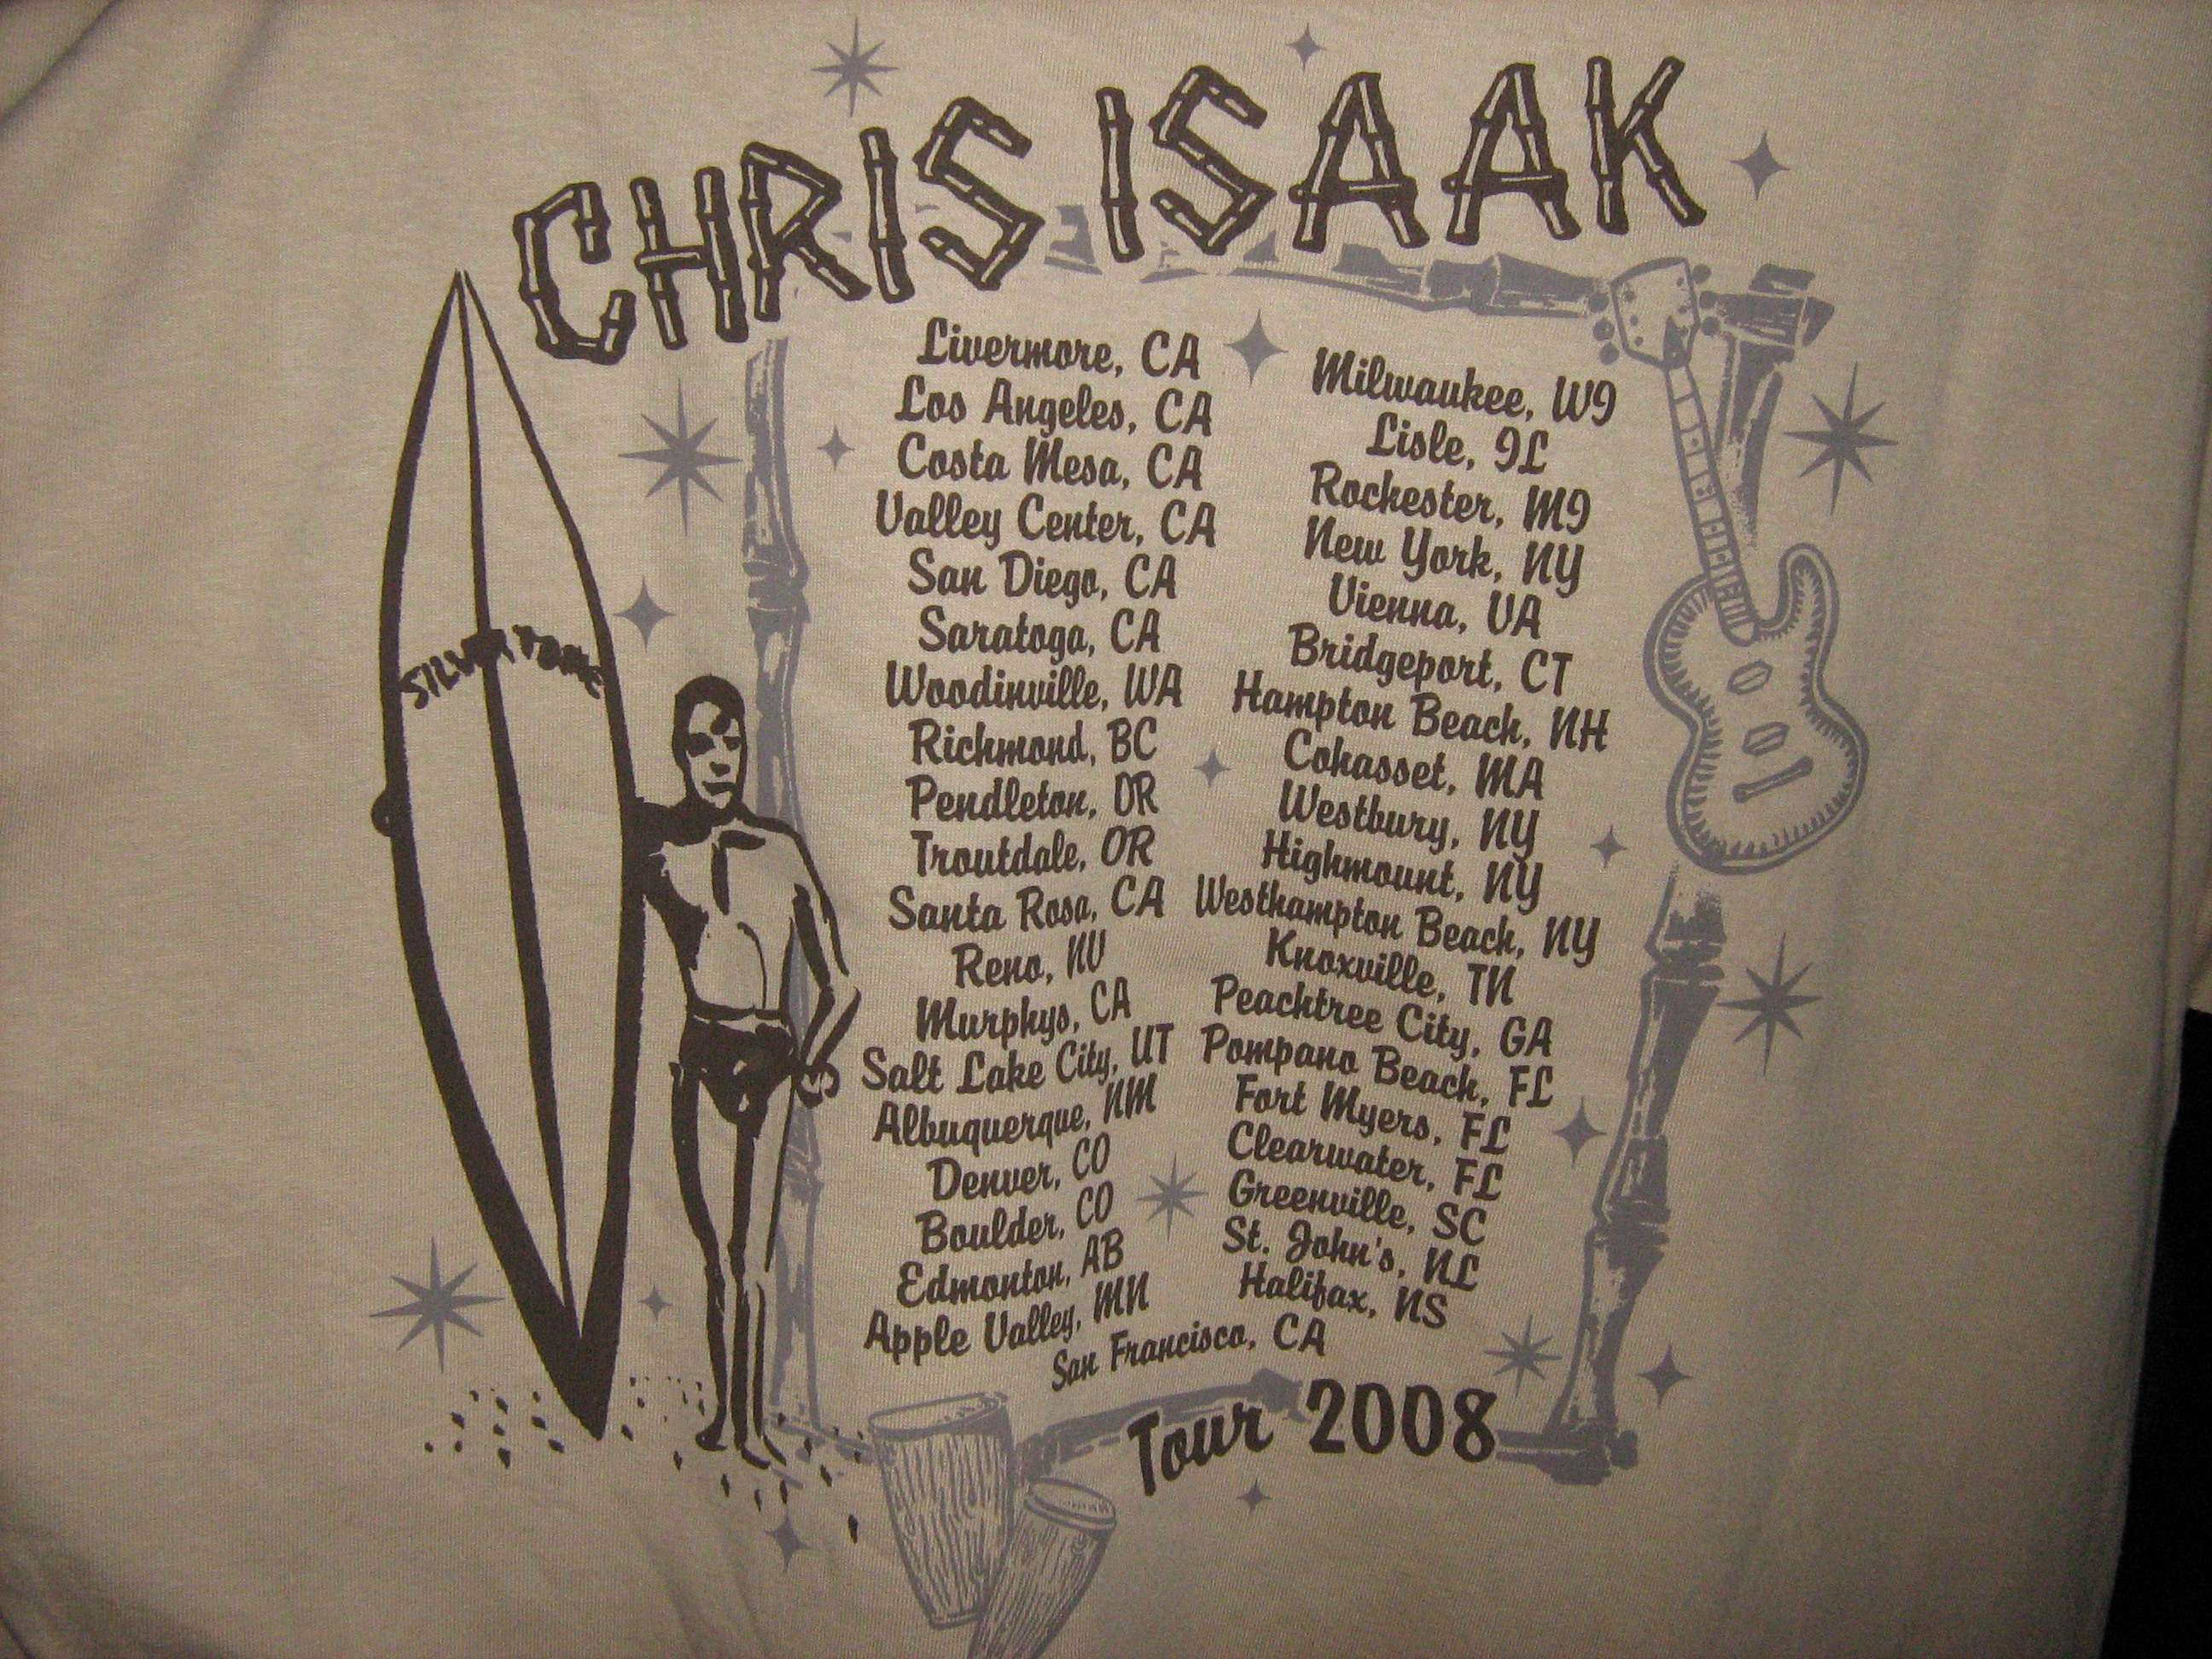 CHRIS ISAAK
SILVERTONE
Livermore, CA
Los Angeles, CA
Costa Mesa, CA
Valley Center, CA
San Diego, CA
Saratoga, CA
Woodinville, WA
Richmond, BC
Pendleton, OR
Troutdale, OR
Santa Rosa, CA
Reno, NV
Murphys, CA
Salt Lake City, UT
Albuquerque, NM
Denver, CO
Boulder, CO
Edmonton, AB
Apple Valley, MN
Milwaukee, WI
Lisle, IL
Rochester, MI
New York, NY
Vienna, VA
Bridgeport, CT
Hampton Beach, NH
Cohasset, MA
Westbury, NY
Highmount, NY
Westhampton Beach, NY
Knoxville, TN
Peachtree City, GA
Pompano Beach, FL
Fort Myers, FL
Clearwater, FL
Greenville, SC
St. John's, NL
Halifax, NS
San Francisco, CA
Tour 2008